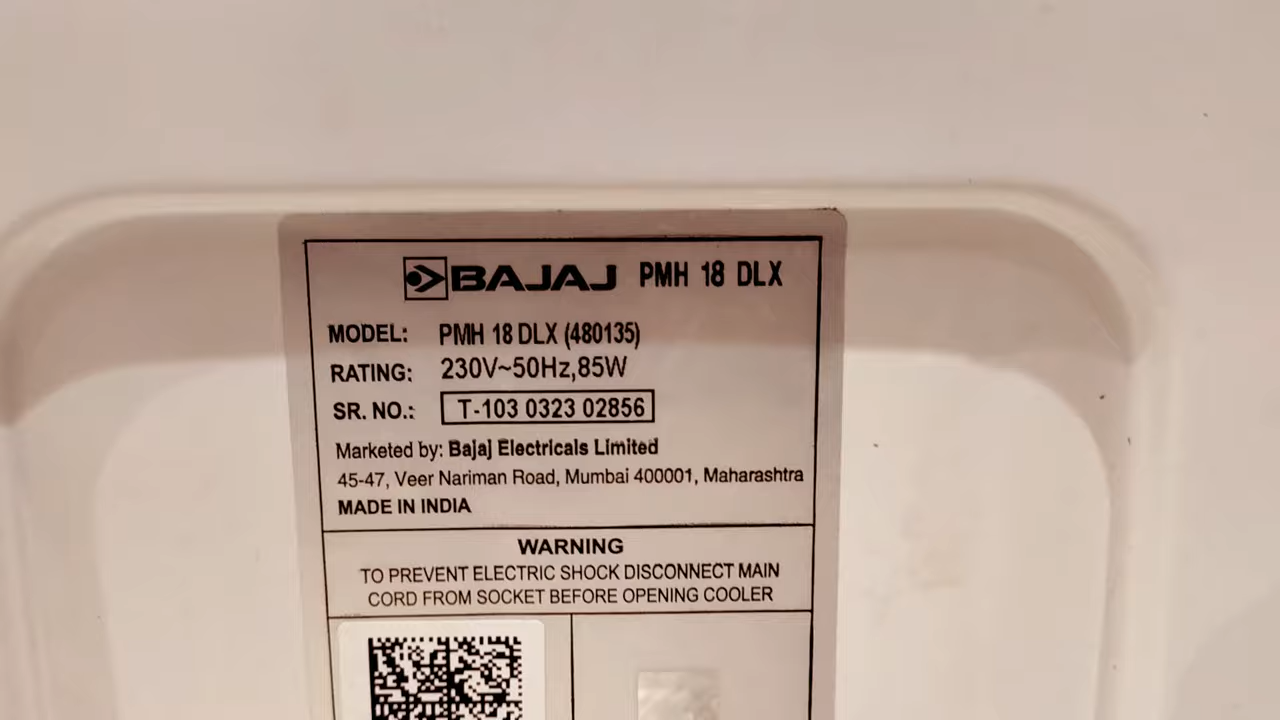 BAJAJ PMH 18 DLX
MODEL: PMH 18 DLX (480135)
RATING: 230V~50Hz,85W
SR. NO.: T-103 0323 02856
Marketed by: Bajaj Electricals Limited
45-47, Veer Nariman Road, Mumbai 400001, Maharashtra
MADE IN INDIA
WARNING
TO PREVENT ELECTRIC SHOCK DISCONNECT MAIN
CORD FROM SOCKET BEFORE OPENING COOLER